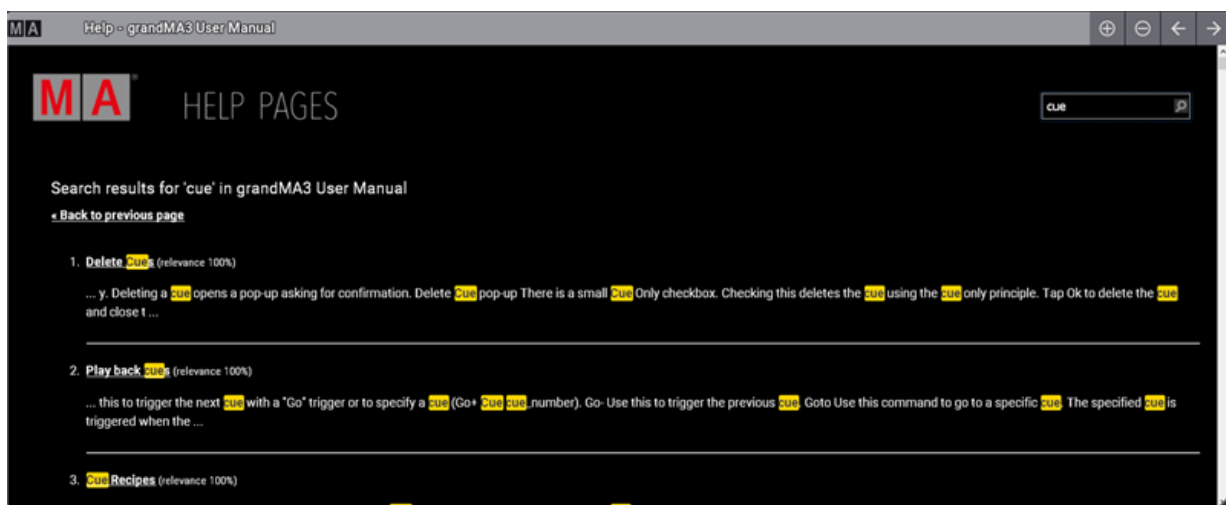 MA Help - grandMA3 User Manual
MA® HELP PAGES
cue
Search results for 'cue' in grandMA3 User Manual
« Back to previous page
1. Delete Cues (relevance 100%)
... y. Deleting a cue opens a pop-up asking for confirmation. Delete Cue pop-up There is a small Cue Only checkbox. Checking this deletes the cue using the cue only principle. Tap Ok to delete the cue
and close t ...
2. Play back cues (relevance 100%)
... this to trigger the next cue with a "Go" trigger or to specify a cue (Go+ Cue cue_number). Go- Use this to trigger the previous cue. Goto Use this command to go to a specific cue. The specified cue is
triggered when the ...
3. Cue Recipes (relevance 100%)